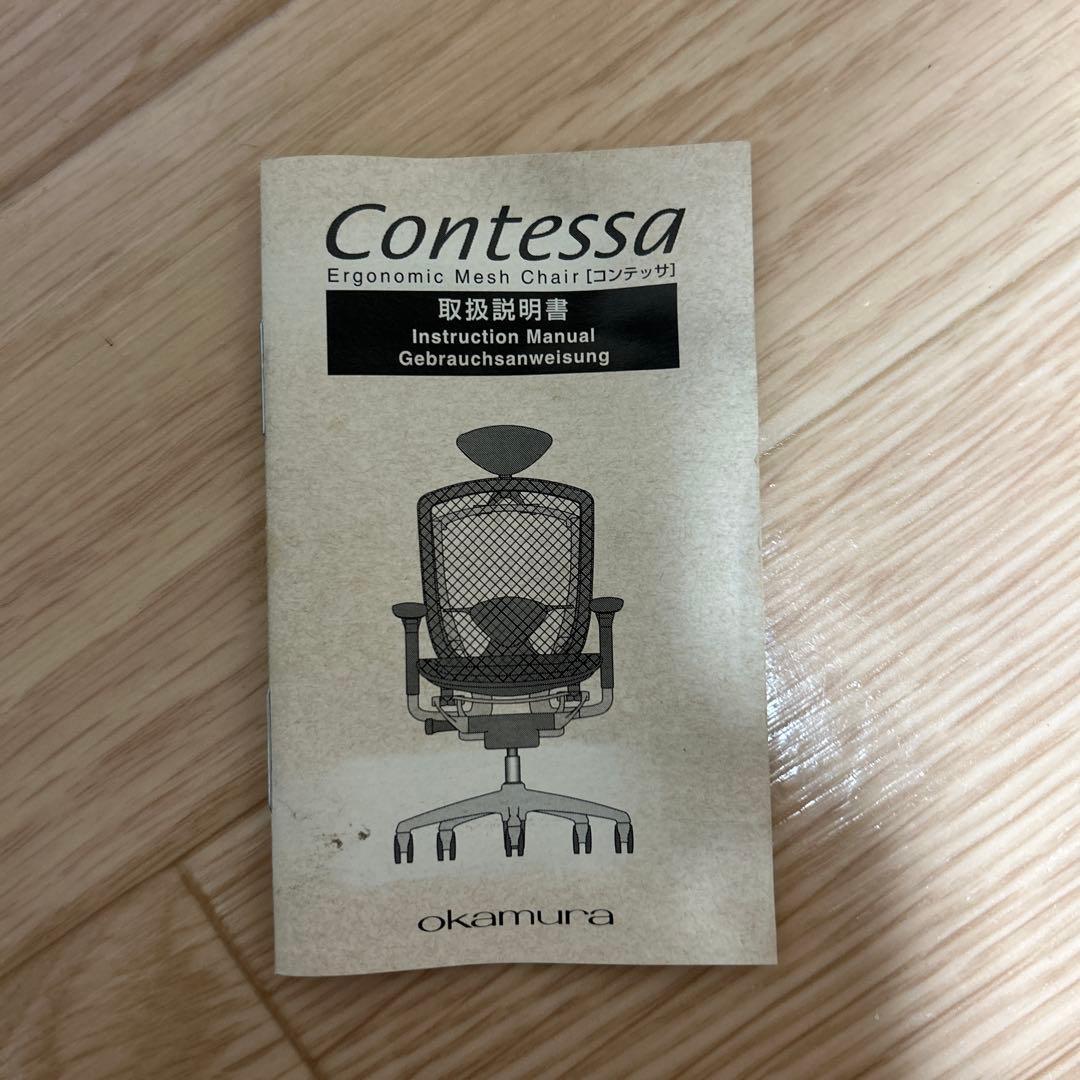 Contessa
Ergonomic Mesh Chair [コンテッサ]
取扱説明書
Instruction Manual
Gebrauchsanweisung
okamura